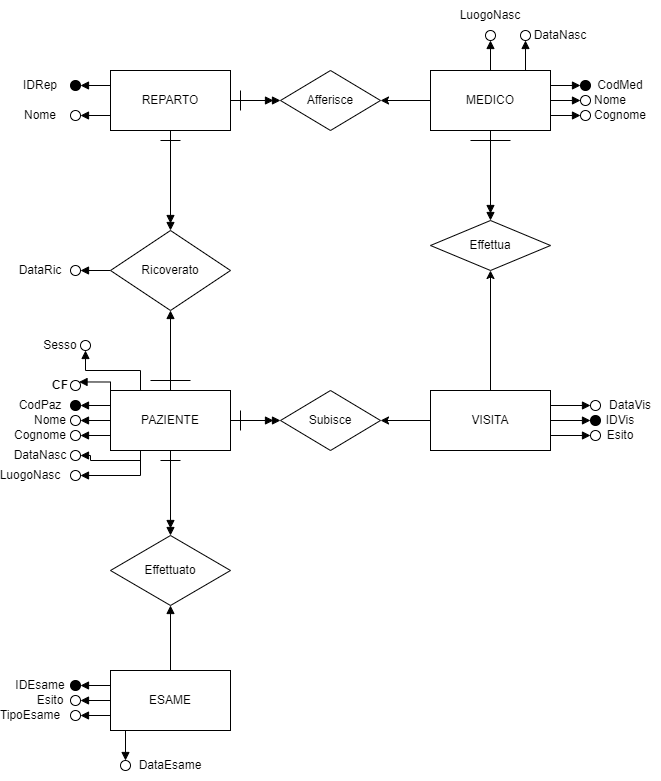 LuogoNasc
DataNasc
IDRep
REPARTO
Afferisce
MEDICO
CodMed
Nome
Nome
Cognome
DataRic
Ricoverato
Effettua
Sesso
CF
CodPaz
Nome
Cognome
DataNasc
LuogoNasc
PAZIENTE
Subisce
VISITA
DataVis
IDVis
Esito
Effettuato
IDEsame
Esito
TipoEsame
ESAME
DataEsame